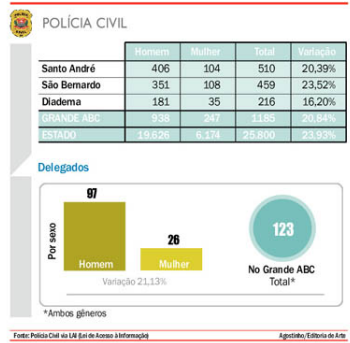 POLÍCIA CIVIL
Homem Mulher Total Variação
Santo André 406 104 510 20,39%
São Bernardo 351 108 459 23,52%
Diadema 181 35 216 16,20%
GRANDE ABC 938 247 1185 20,84%
ESTADO 19.626 6.174 25.800 23,93%
Delegados
Por sexo
97
Homem
26
Mulher
Variação 21,13%
123
No Grande ABC
Total*
*Ambos gêneros
Fonte: Polícia Civil via LAI (Lei de Acesso à Informação)
Agostinho/Editoria de Arte